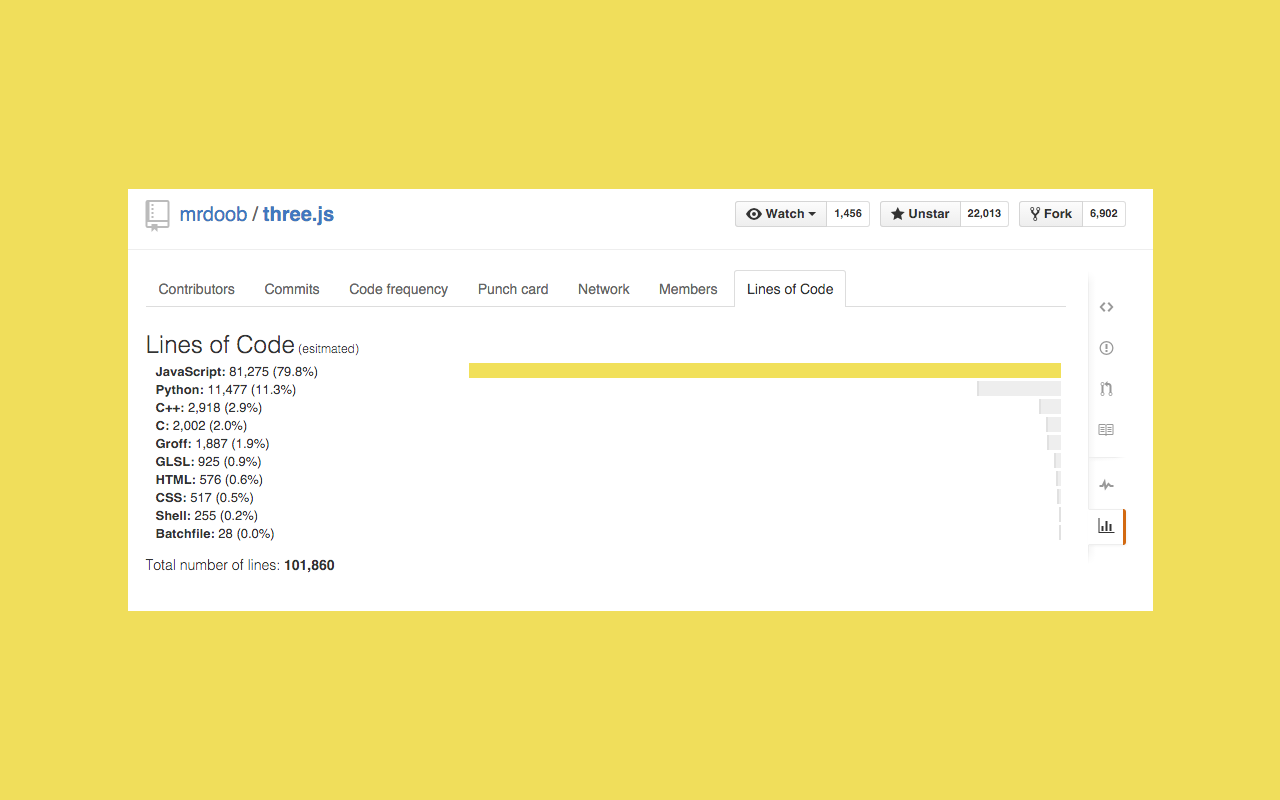 mrdoob / three.js Watch 1,456 Unstar 22,013 Fork 6,902
Contributors Commits Code frequency Punch card Network Members Lines of Code
Lines of Code (esitmated)
JavaScript: 81,275 (79.8%)
Python: 11,477 (11.3%)
C++: 2,918 (2.9%)
C: 2,002 (2.0%)
Groff: 1,887 (1.9%)
GLSL: 925 (0.9%)
HTML: 576 (0.6%)
CSS: 517 (0.5%)
Shell: 255 (0.2%)
Batchfile: 28 (0.0%)
Total number of lines: 101,860